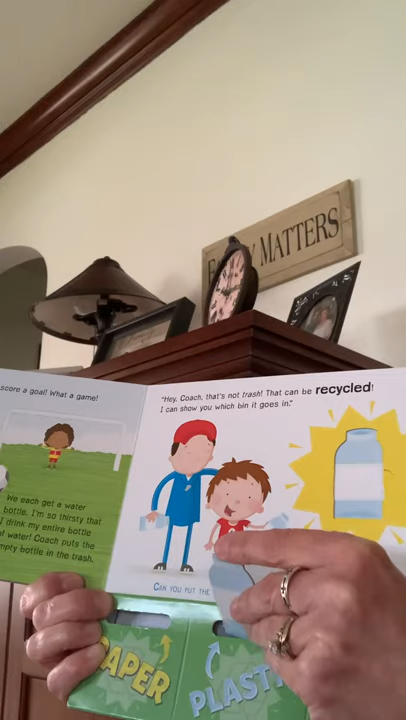 MATTERS
score a goal! What a game!
We each get a water
bottle. I'm so thirsty that
I drink my entire bottle
water! Coach puts the
empty bottle in the trash.
"Hey, Coach, that's not trash! That can be recycled!
I can show you which bin it goes in."
CAN YOU PUT THE
PAPER
PLAST